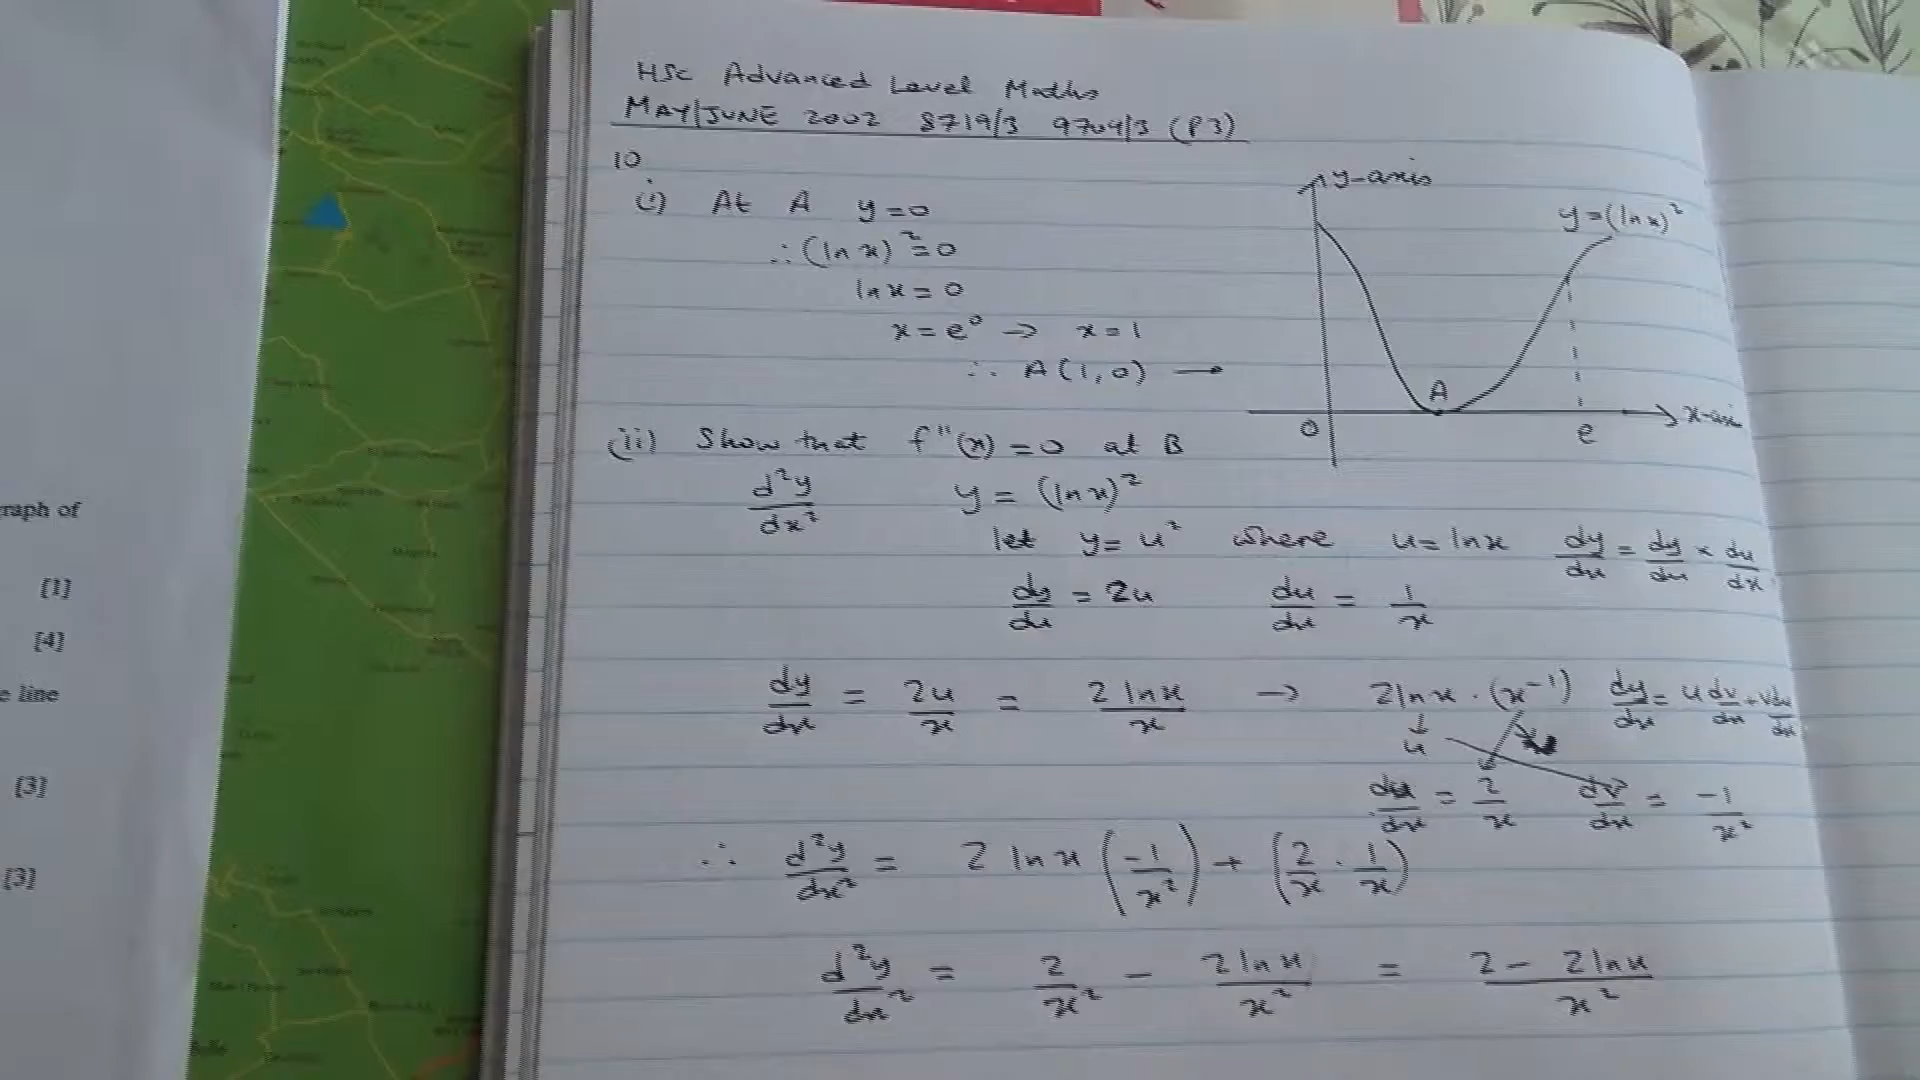 HSC Advanced Level Maths
MAY/JUNE 2002 8719/3 9709/3 (P3)
10
(i) At A y=0
∴ (ln x)² = 0
ln x = 0
x = e⁰ → x = 1
∴ A(1,0) →
y-axis
y=(ln x)²
A
0
e
x-axis
(ii) Show that f''(x) = 0 at B
d²y/dx² y = (ln x)²
let y = u² where u = ln x dy/dx = dy/du × du/dx
dy/du = 2u du/dx = 1/x
dy/dx = 2u/x = 2 ln x/x → 2 ln x · (x⁻¹) dy/dx = u dv/dx + v du/dx
u v
du/dx = 2/x dv/dx = -1/x²
∴ d²y/dx² = 2 ln x (-1/x²) + (2/x · 1/x)
d²y/dx² = 2/x² - 2 ln x/x² = 2 - 2 ln x/x²
raph of
[1]
[4]
e line
[3]
[3]